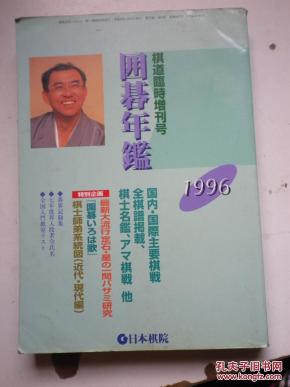 棋道臨時増刊号
囲碁年鑑
1996
国内・国際主要棋戦
全棋譜掲載、
棋士名鑑、アマ棋戦 他
特別企画
最新大流行定石・星の一間バサミ研究
「囲碁いろは歌」
棋士師弟系統図(近代・現代編)
日本棋院
孔夫子旧书网